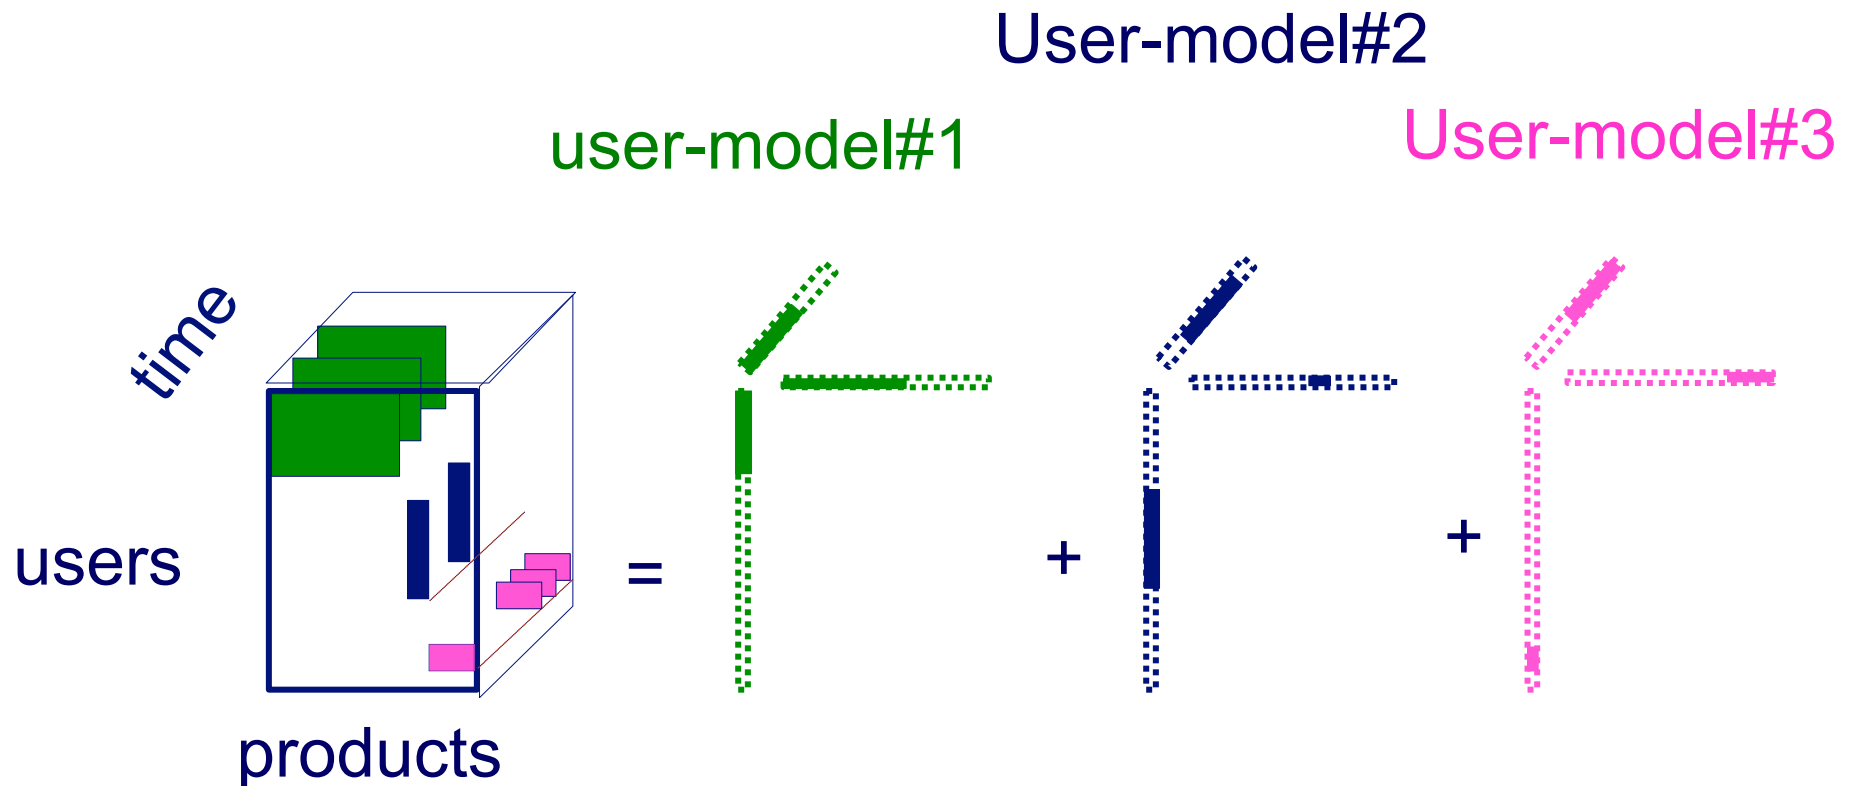 User-model#2
user-model#1
User-model#3
time
users
=
+
+
products